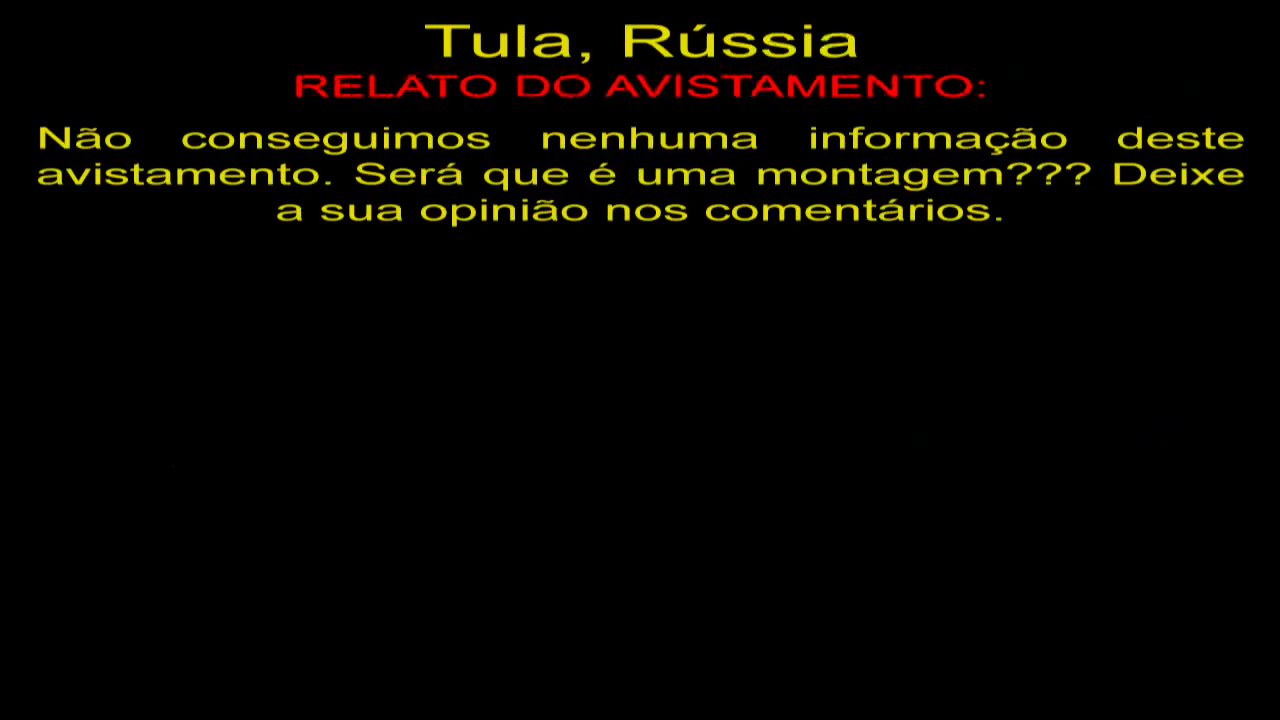 Tula, Rússia
RELATO DO AVISTAMENTO:
Não conseguimos nenhuma informação deste
avistamento. Será que é uma montagem??? Deixe
a sua opinião nos comentários.